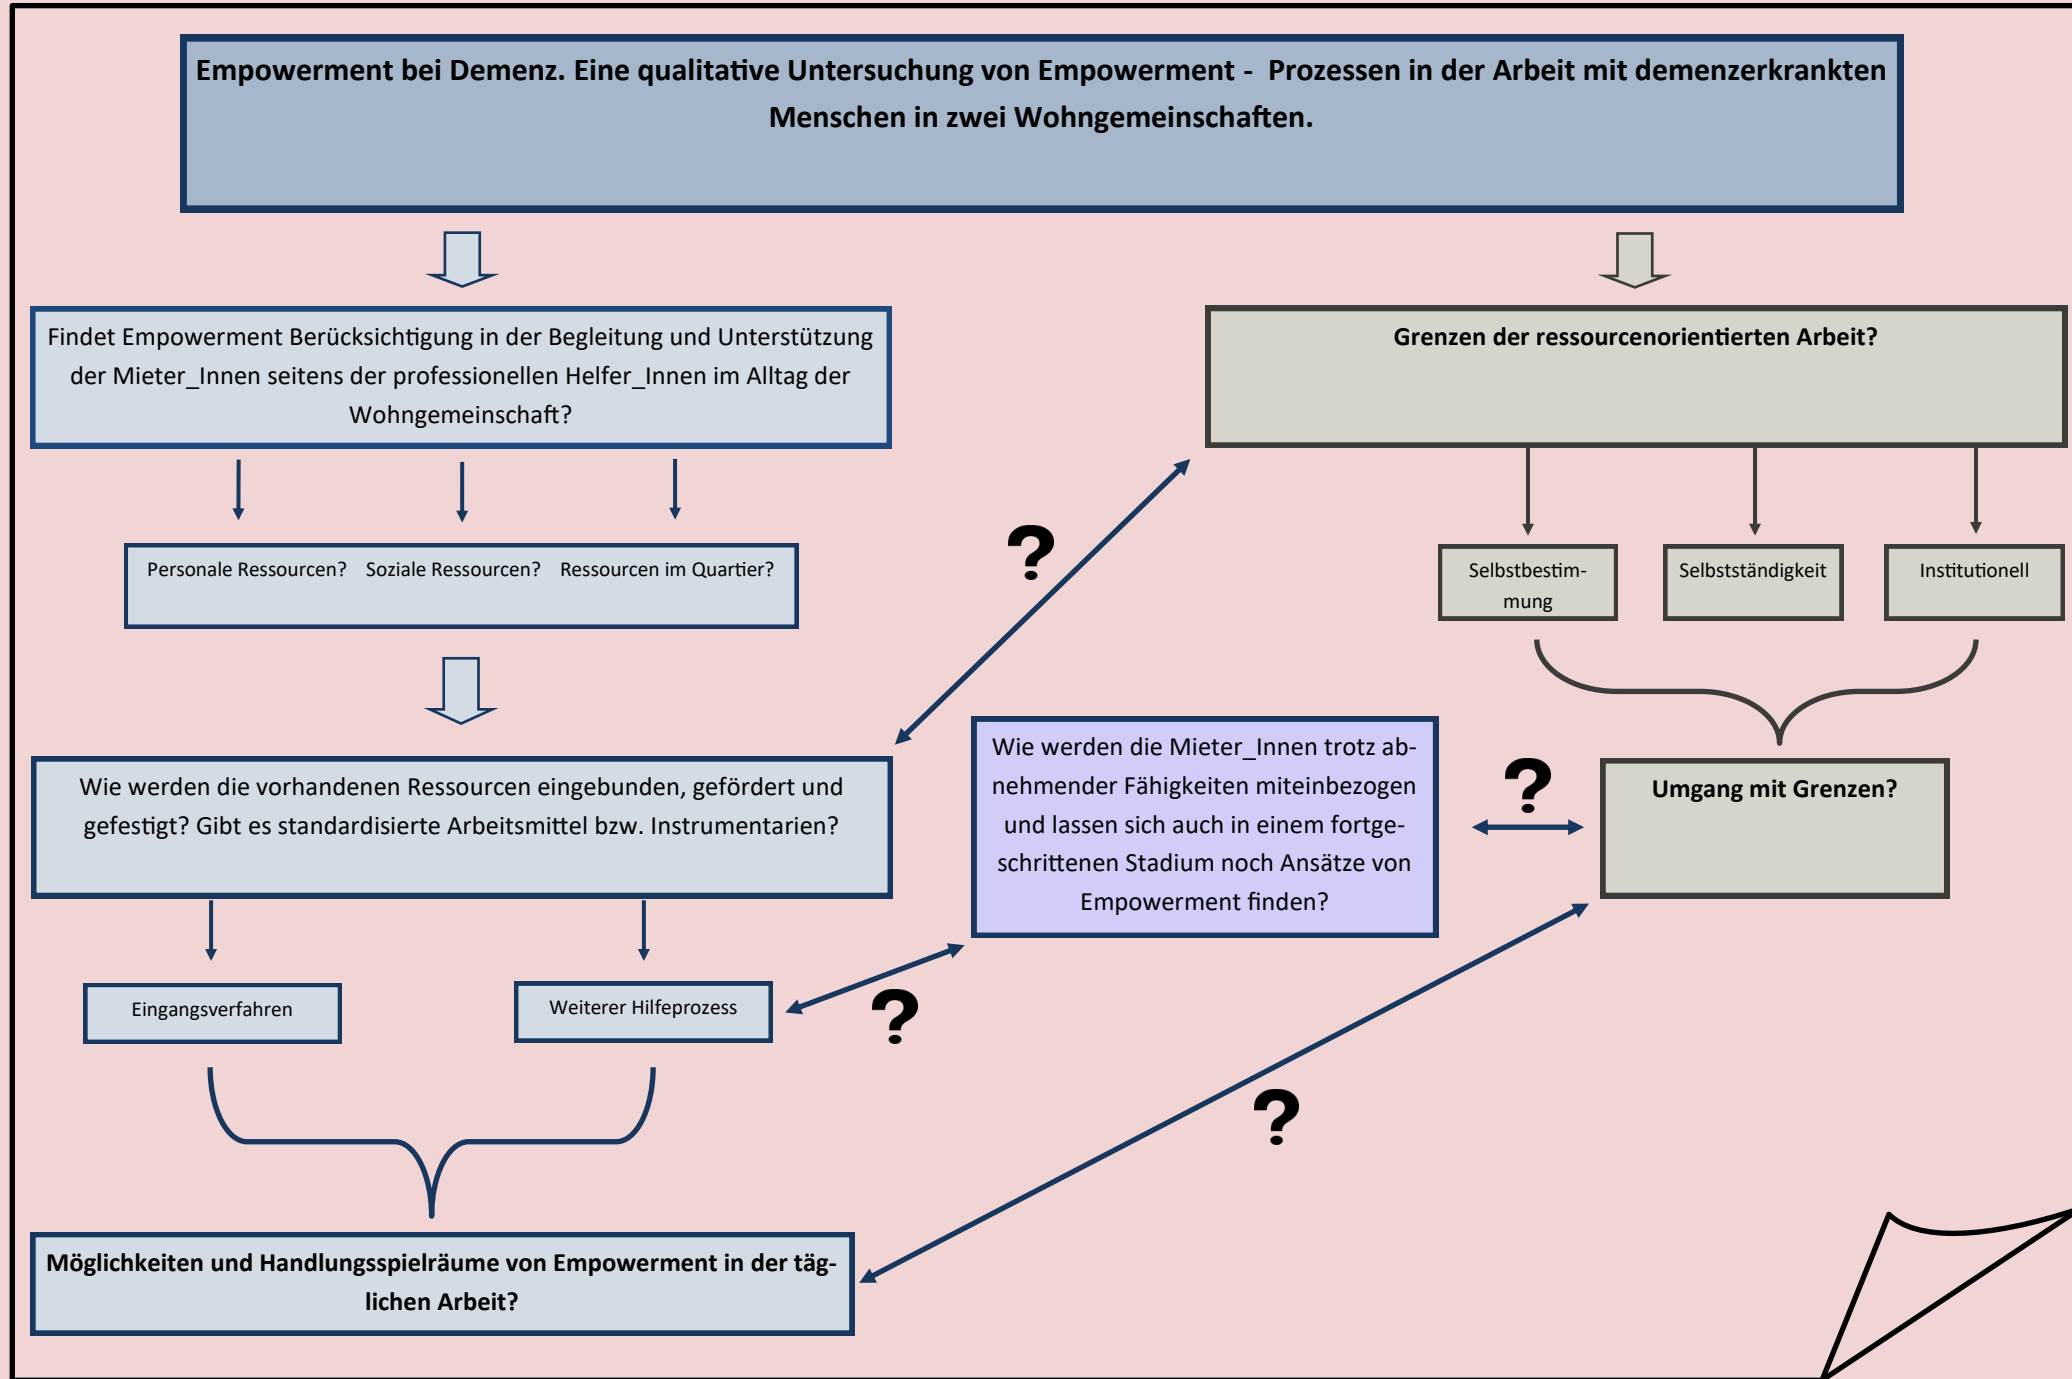 Empowerment bei Demenz. Eine qualitative Untersuchung von Empowerment -  Prozessen in der Arbeit mit demenzerkrankten
Menschen in zwei Wohngemeinschaften.
Findet Empowerment Berücksichtigung in der Begleitung und Unterstützung
der Mieter_Innen seitens der professionellen Helfer_Innen im Alltag der
Wohngemeinschaft?
Grenzen der ressourcenorientierten Arbeit?
Personale Ressourcen?   Soziale Ressourcen?   Ressourcen im Quartier?
?
Selbstbestim-
mung
Selbstständigkeit
Institutionell
Wie werden die vorhandenen Ressourcen eingebunden, gefördert und
gefestigt? Gibt es standardisierte Arbeitsmittel bzw. Instrumentarien?
Wie werden die Mieter_Innen trotz ab-
nehmender Fähigkeiten miteinbezogen
und lassen sich auch in einem fortge-
schrittenen Stadium noch Ansätze von
Empowerment finden?
?
Umgang mit Grenzen?
Eingangsverfahren
Weiterer Hilfeprozess
?
?
Möglichkeiten und Handlungsspielräume von Empowerment in der täg-
lichen Arbeit?